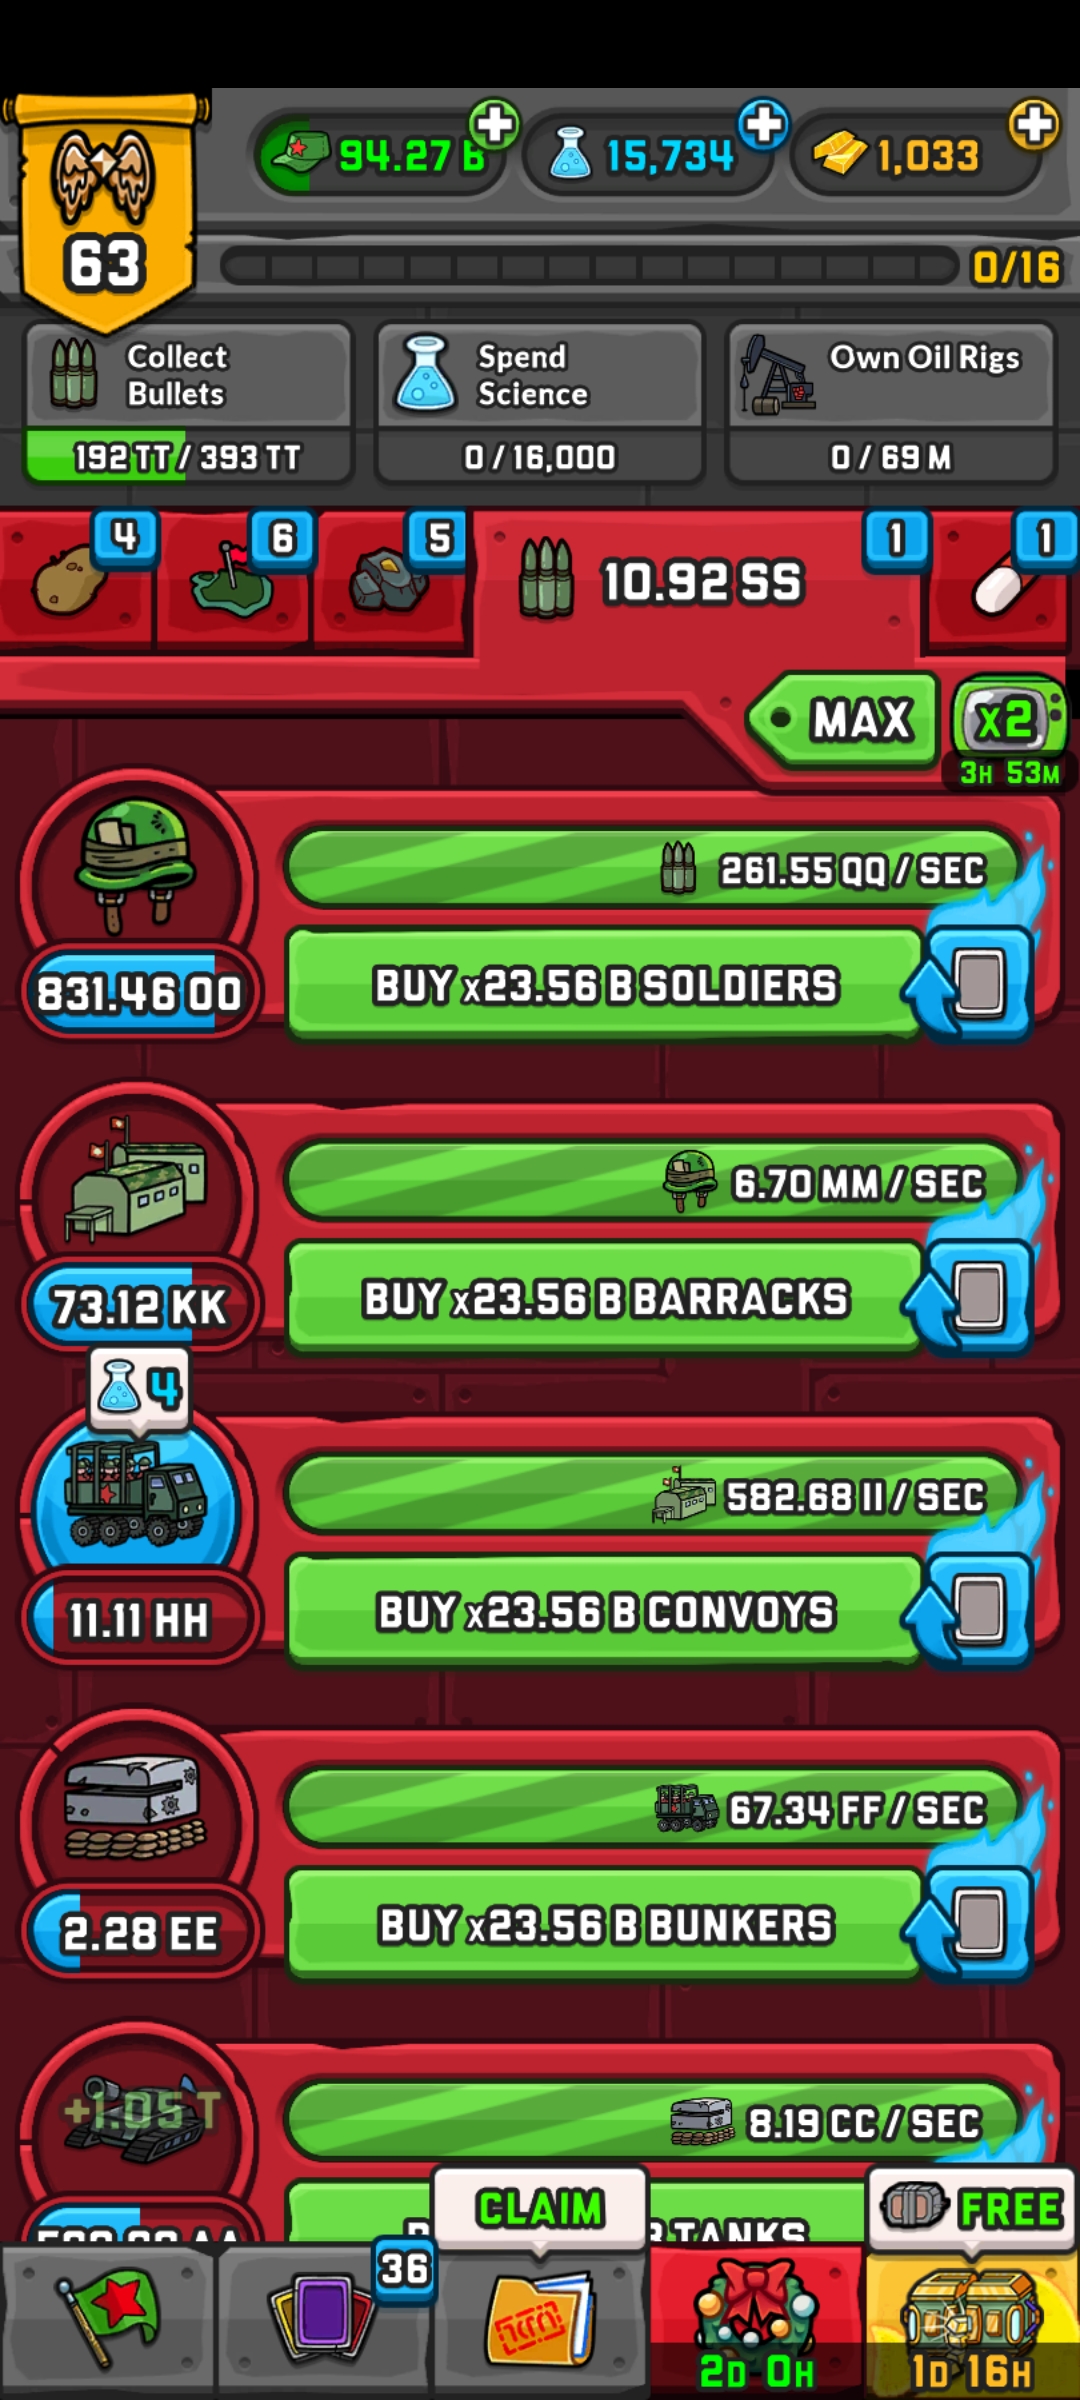 63
94.27 B
15,734
1,033
0/16
Collect
Bullets
192 TT / 393 TT
Spend
Science
0 / 16,000
Own Oil Rigs
0 / 69 M
4
6
5
10.92 SS
1
1
MAX
x2
3H 53M
261.55 QQ / SEC
831.46 OO
BUY x23.56 B SOLDIERS
6.70 MM / SEC
73.12 KK
BUY x23.56 B BARRACKS
4
582.68 II / SEC
11.11 HH
BUY x23.56 B CONVOYS
67.34 FF / SEC
2.28 EE
BUY x23.56 B BUNKERS
+1.05 T
8.19 CC / SEC
TANKS
CLAIM
FREE
36
2D 0H
1D 16H